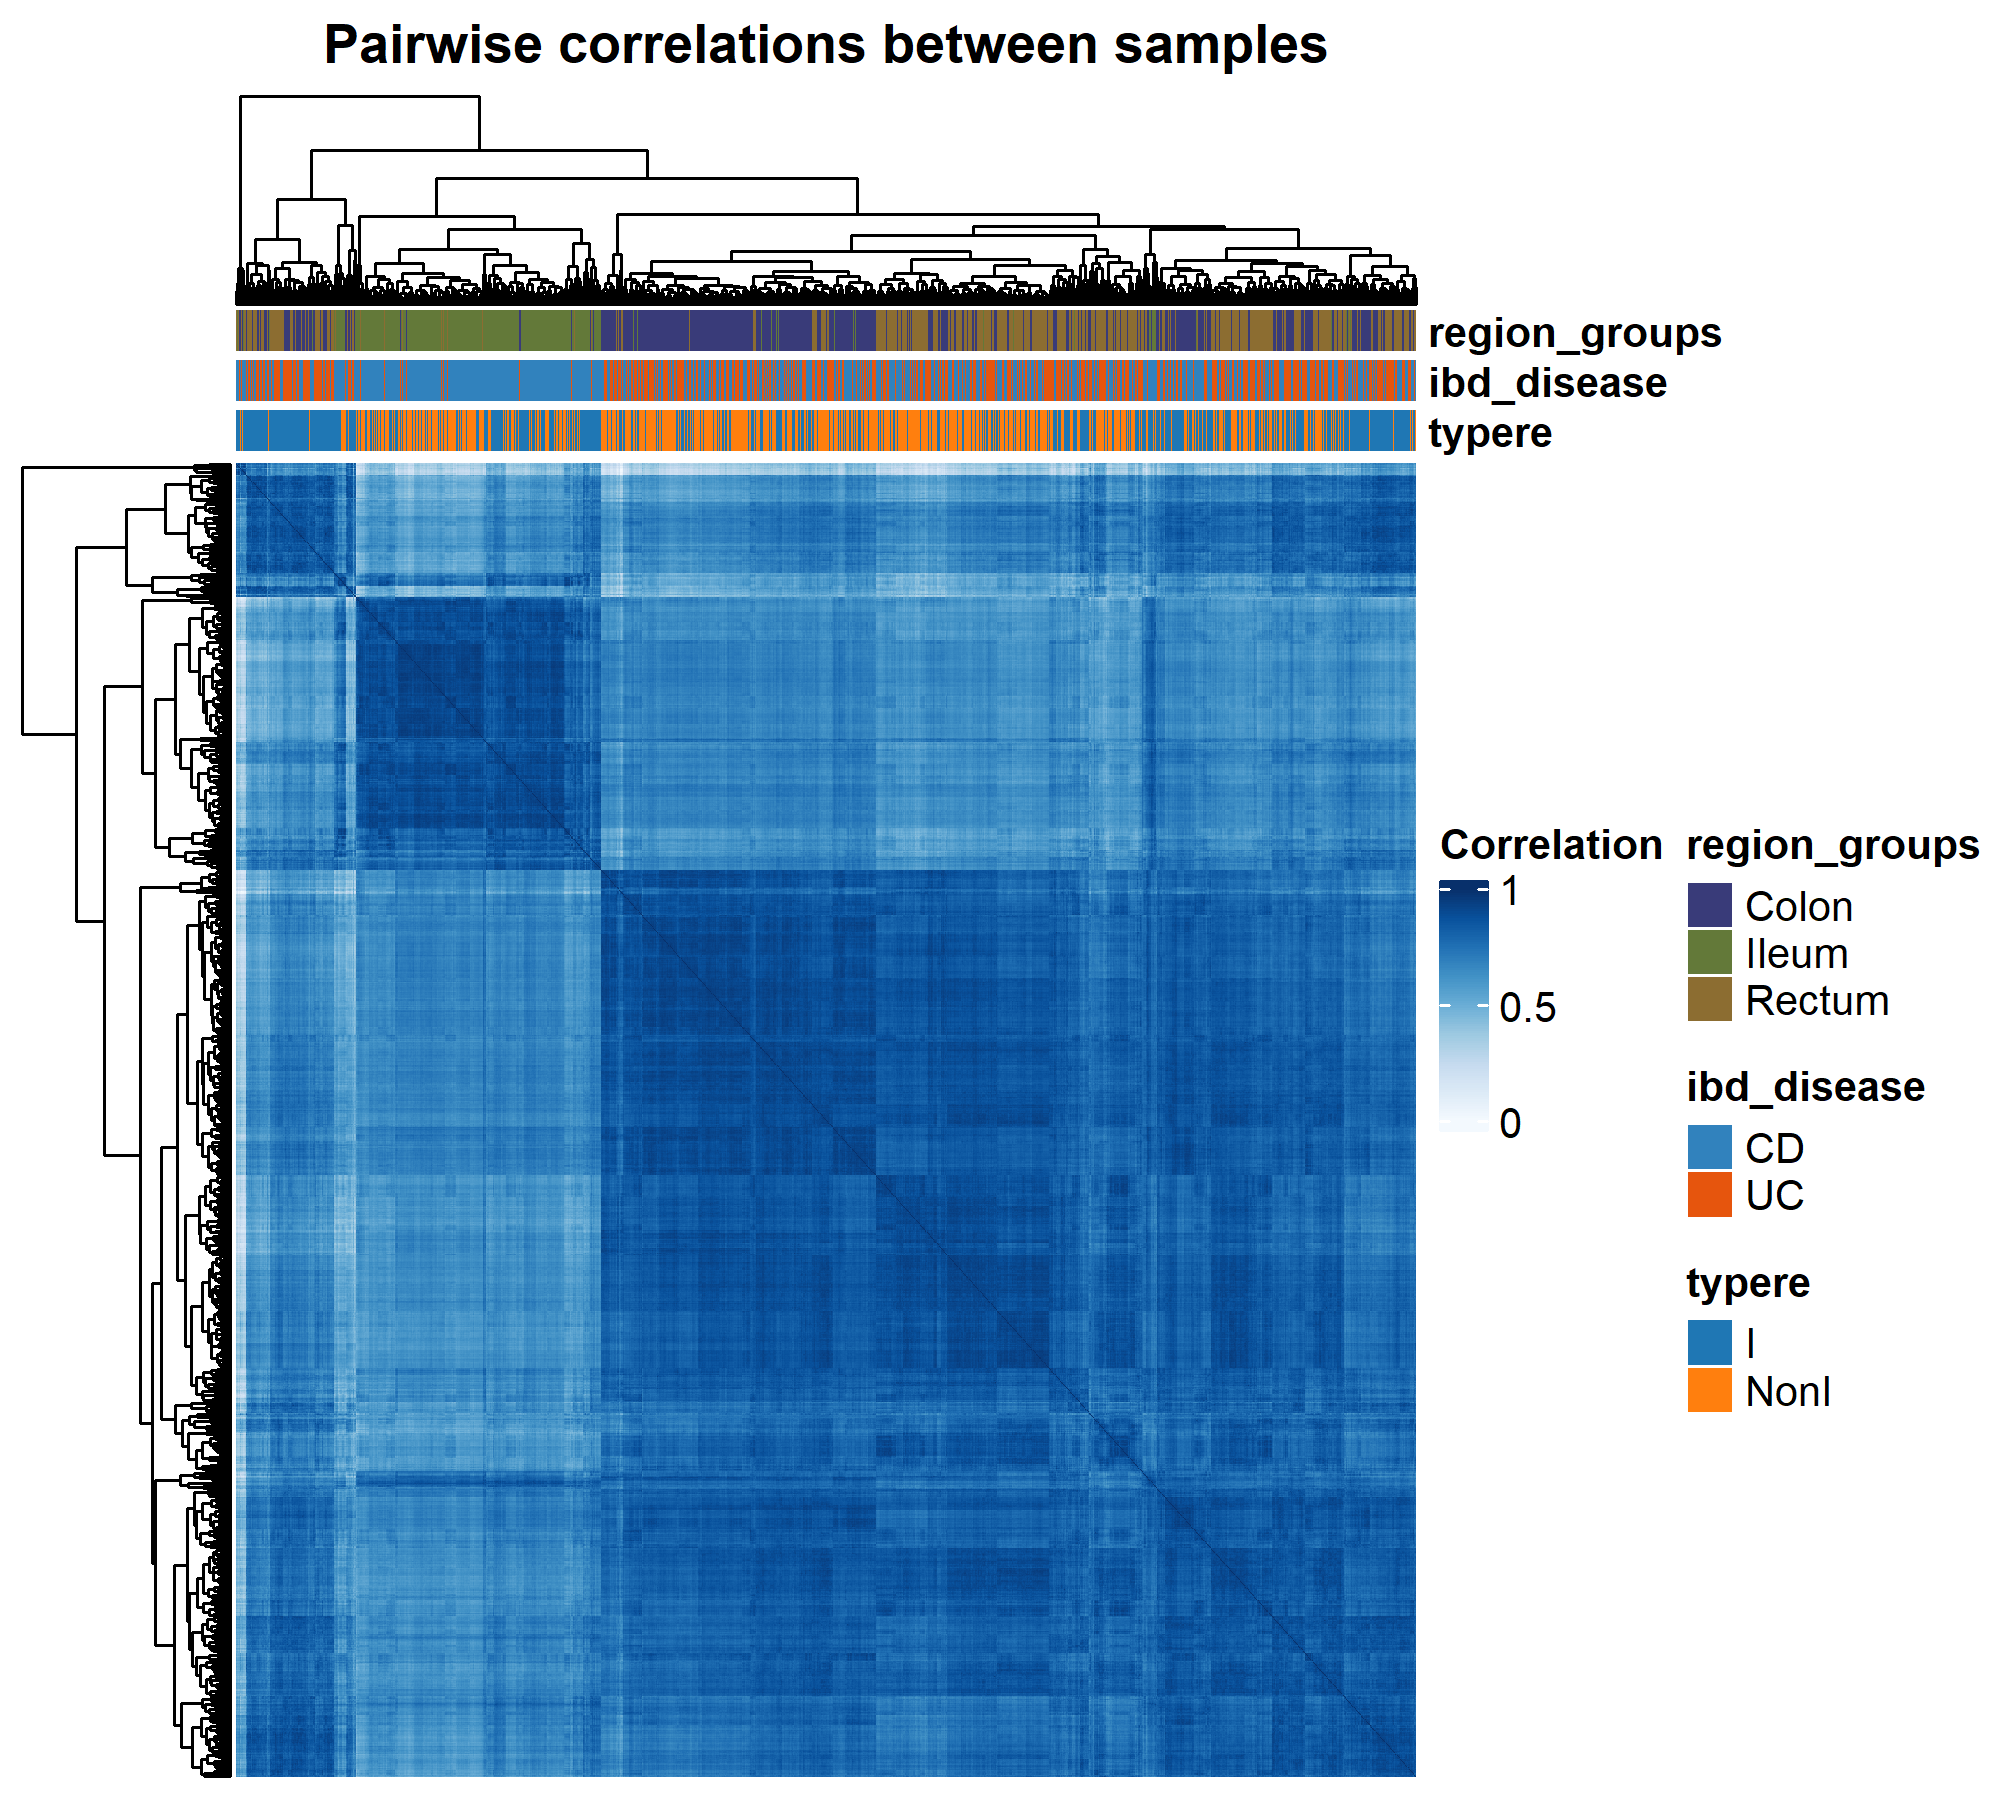 Pairwise correlations between samples
region_groups
ibd_disease
typere
Correlation
1
0.5
0
region_groups
Colon
Ileum
Rectum
ibd_disease
CD
UC
typere
I
NonI